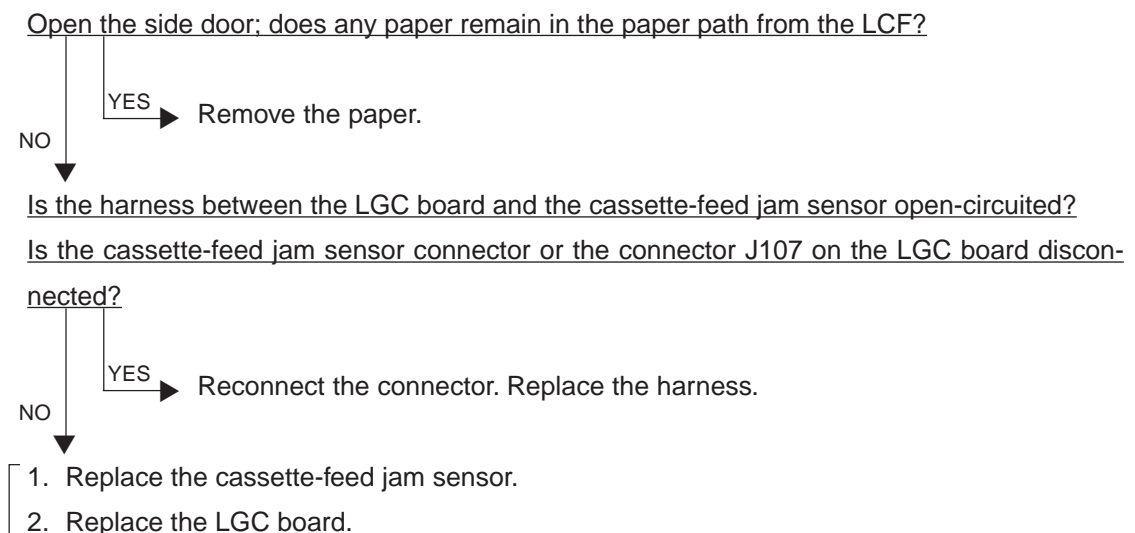 Open the side door; does any paper remain in the paper path from the LCF?
YES
Remove the paper.
NO
Is the harness between the LGC board and the cassette-feed jam sensor open-circuited?
Is the cassette-feed jam sensor connector or the connector J107 on the LGC board discon-
nected?
YES
Reconnect the connector. Replace the harness.
NO
1. Replace the cassette-feed jam sensor.
2. Replace the LGC board.